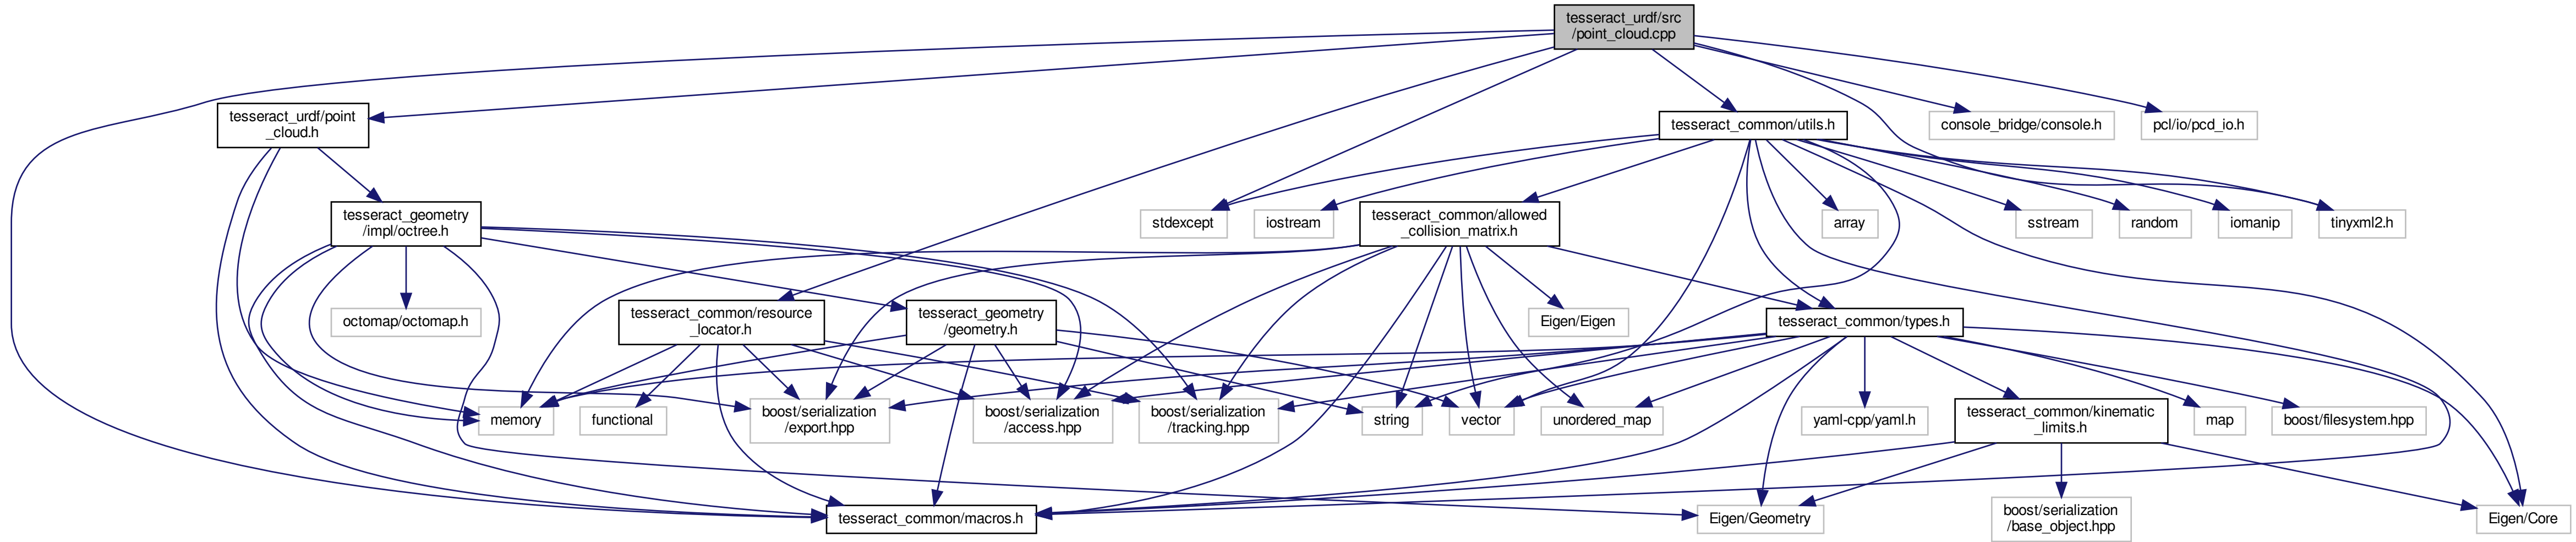 tesseract_urdf/src
/point_cloud.cpp
tesseract_urdf/point
_cloud.h
tesseract_common/utils.h
console_bridge/console.h
pcl/io/pcd_io.h
tesseract_geometry
/impl/octree.h
stdexcept
iostream
tesseract_common/allowed
_collision_matrix.h
array
sstream
random
iomanip
tinyxml2.h
octomap/octomap.h
tesseract_common/resource
_locator.h
tesseract_geometry
/geometry.h
Eigen/Eigen
tesseract_common/types.h
memory
functional
boost/serialization
/export.hpp
boost/serialization
/access.hpp
boost/serialization
/tracking.hpp
string
vector
unordered_map
yaml-cpp/yaml.h
tesseract_common/kinematic
_limits.h
map
boost/filesystem.hpp
tesseract_common/macros.h
Eigen/Geometry
boost/serialization
/base_object.hpp
Eigen/Core